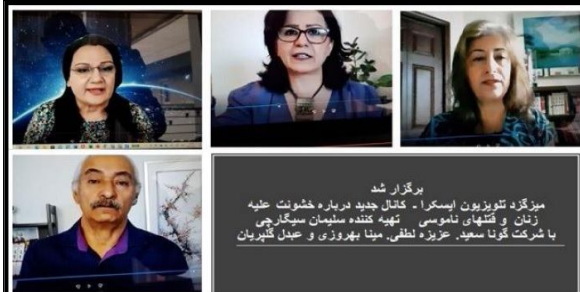 برگزار شد
میزگرد تلویزیون ایسکرا - کانال جدید درباره خشونت علیه
زنان و قتلهای ناموسی تهیه کننده سلیمان سیگارچی
با شرکت گونا سعید. عزیزه لطفی. مینا بهروزی و عبدل گلپریان